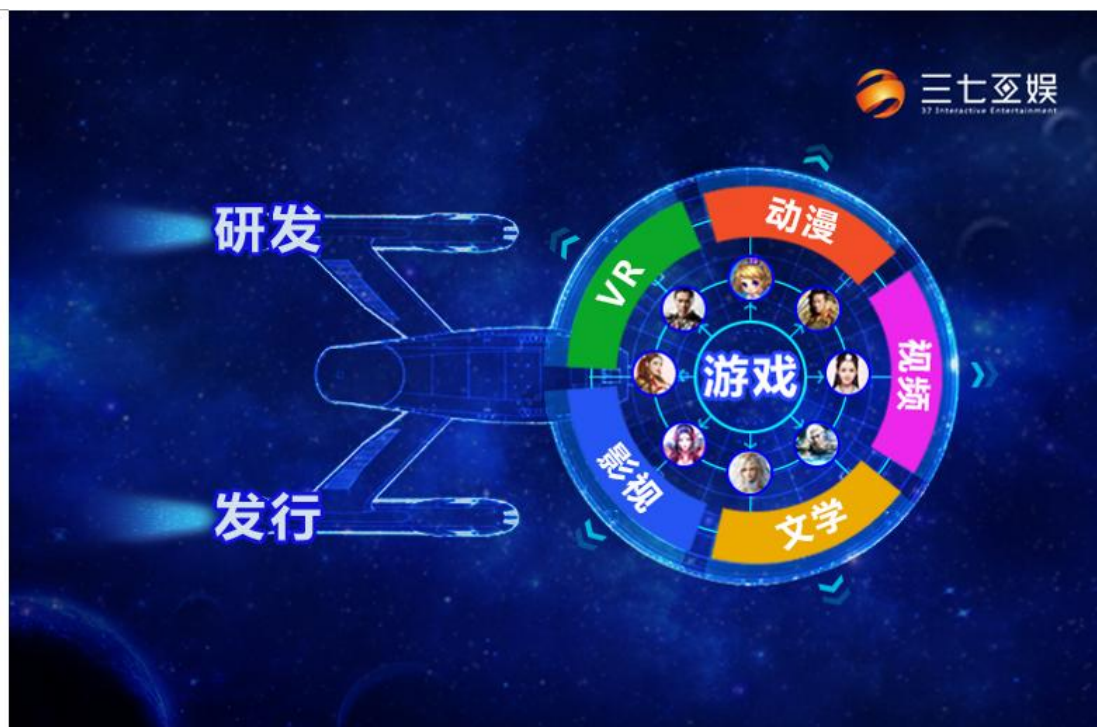 三七互娱
37 Interactive Entertainment
研发
发行
游戏
动漫
视频
文学
影视
VR